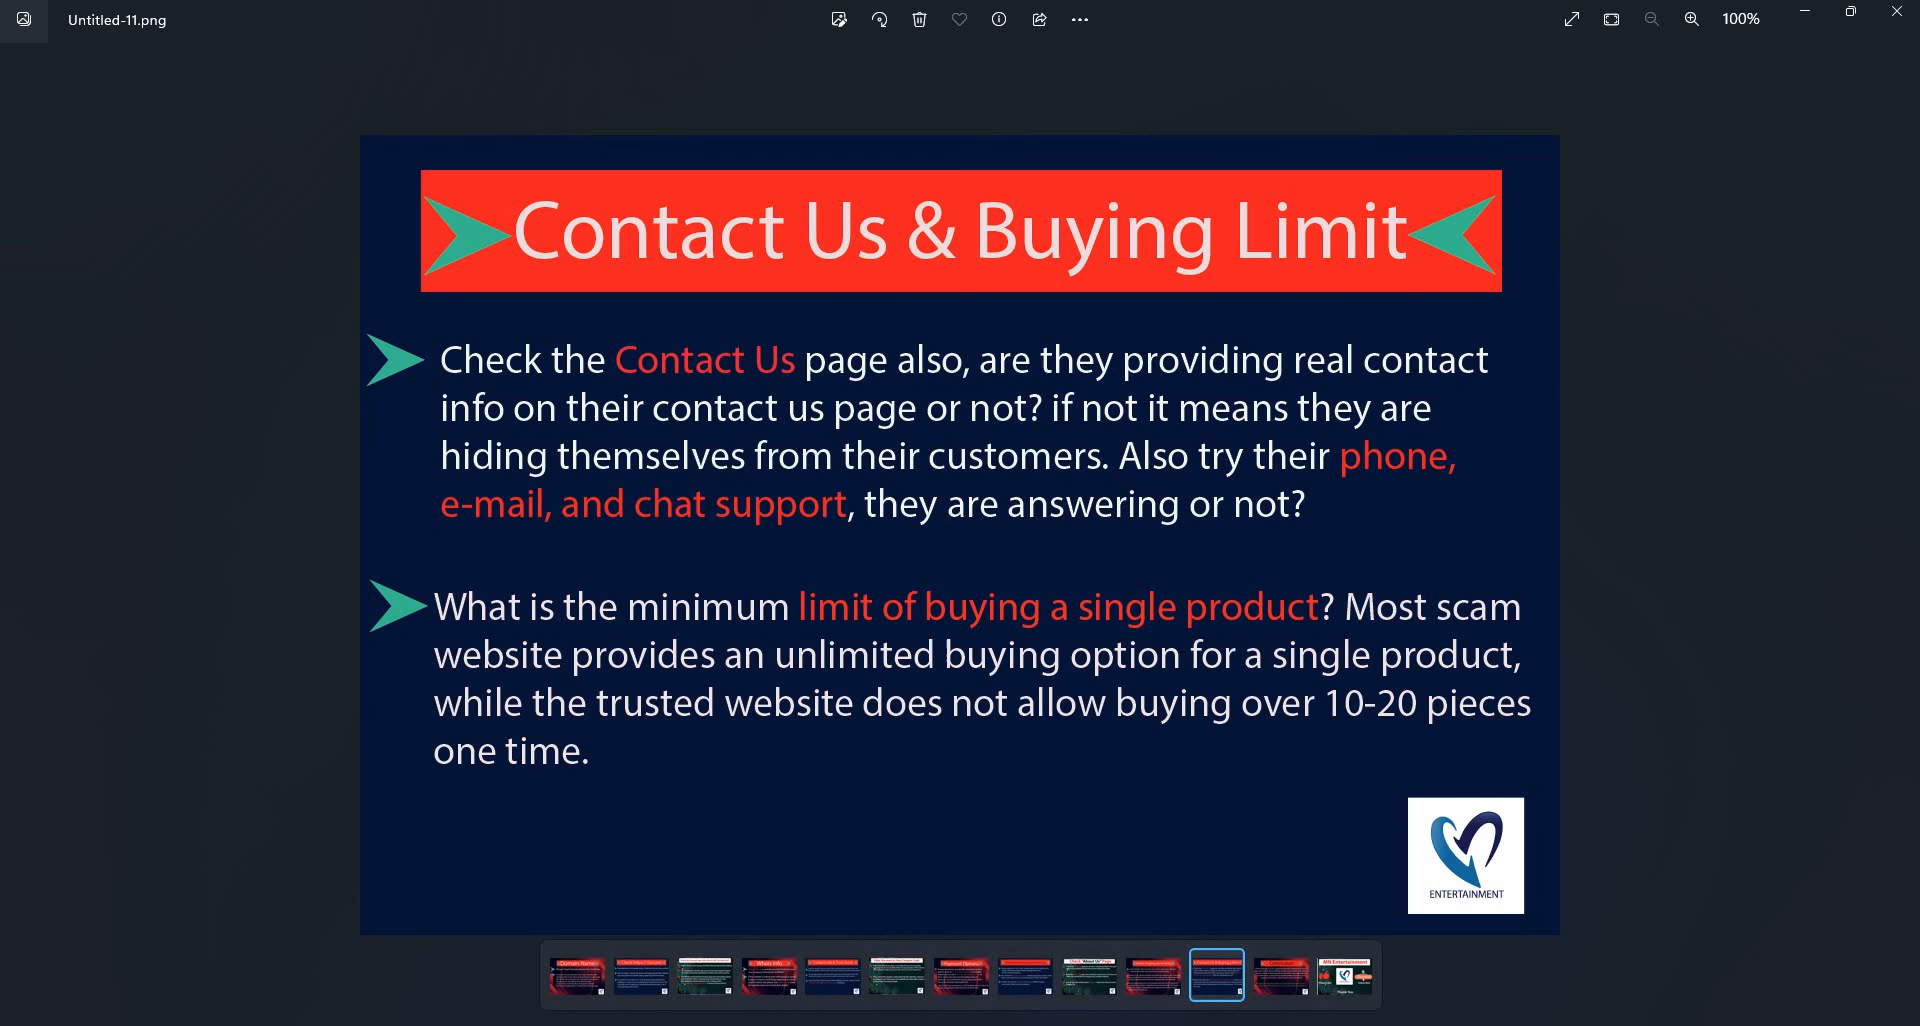 Untitled-11.png
100%
Contact Us & Buying Limit
Check the Contact Us page also, are they providing real contact
info on their contact us page or not? if not it means they are
hiding themselves from their customers. Also try their phone,
e-mail, and chat support, they are answering or not?
What is the minimum limit of buying a single product? Most scam
website provides an unlimited buying option for a single product,
while the trusted website does not allow buying over 10-20 pieces
one time.
ENTERTAINMENT
MN Entertainment